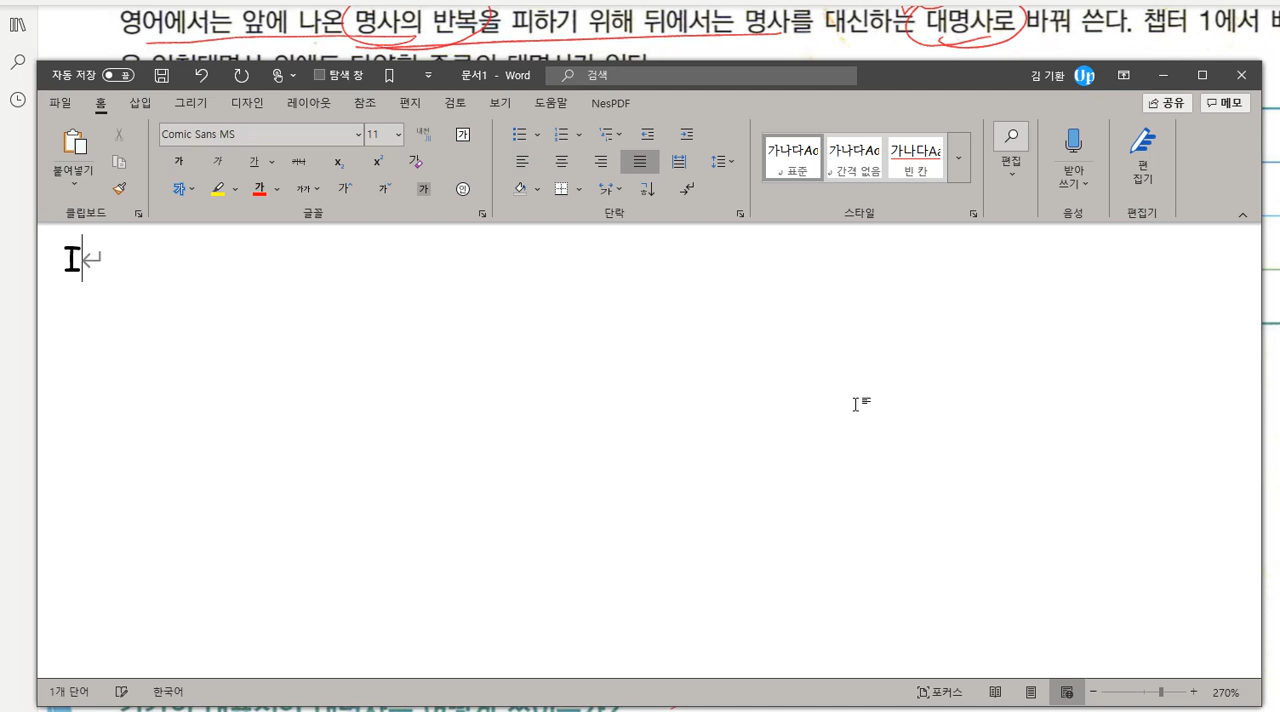 영어에서는 앞에 나온 명사의 반복을 피하기 위해 뒤에서는 명사를 대신하는 대명사로 바꿔 쓴다. 챕터 1에서
자동 저장 끔 탐색 창 문서1 - Word 검색 김 기환 Up
파일 홈 삽입 그리기 디자인 레이아웃 참조 편지 검토 보기 도움말 NesPDF 공유 메모
붙여넣기 Comic Sans MS 11 내천 가
가 가 간 가나다 표준 가나다 간격 없음 가나다 빈 칸 편집 받아쓰기 편집기
클립보드 글꼴 단락 스타일 음성 편집기
I
1개 단어 한국어 포커스 270%